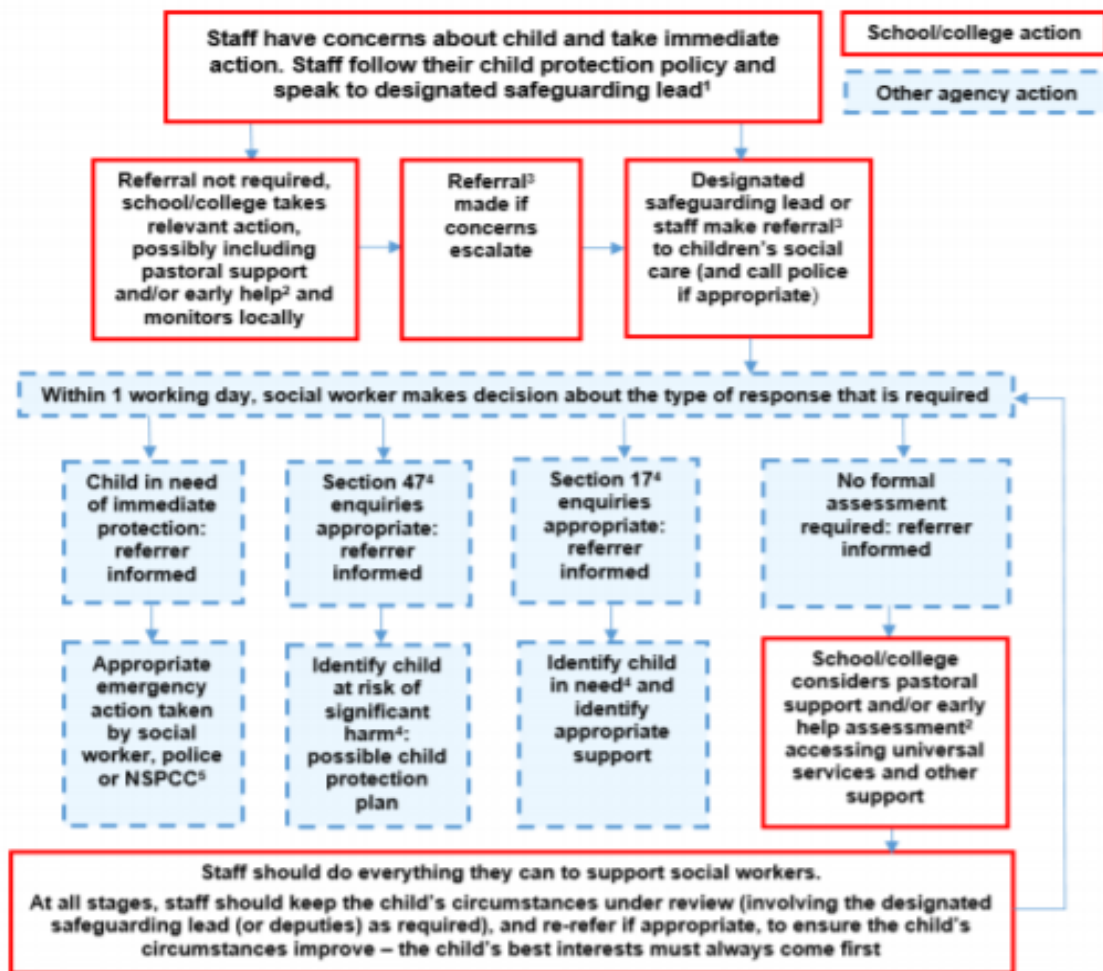 Staff have concerns about child and take immediate
action. Staff follow their child protection policy and
speak to designated safeguarding lead¹
School/college action
Other agency action
Referral not required,
school/college takes
relevant action,
possibly including
pastoral support
and/or early help² and
monitors locally
Referral³
made if
concerns
escalate
Designated
safeguarding lead or
staff make referral³
to children's social
care (and call police
if appropriate)
Within 1 working day, social worker makes decision about the type of response that is required
Child in need
of immediate
protection:
referrer
informed
Section 47⁴
enquiries
appropriate:
referrer
informed
Section 17⁴
enquiries
appropriate:
referrer
informed
No formal
assessment
required: referrer
informed
Appropriate
emergency
action taken
by social
worker, police
or NSPCC⁵
Identify child
at risk of
significant
harm⁴:
possible child
protection
plan
Identify child
in need⁴ and
identify
appropriate
support
School/college
considers pastoral
support and/or early
help assessment²
accessing universal
services and other
support
Staff should do everything they can to support social workers.
At all stages, staff should keep the child's circumstances under review (involving the designated
safeguarding lead (or deputies) as required), and re-refer if appropriate, to ensure the child's
circumstances improve – the child's best interests must always come first